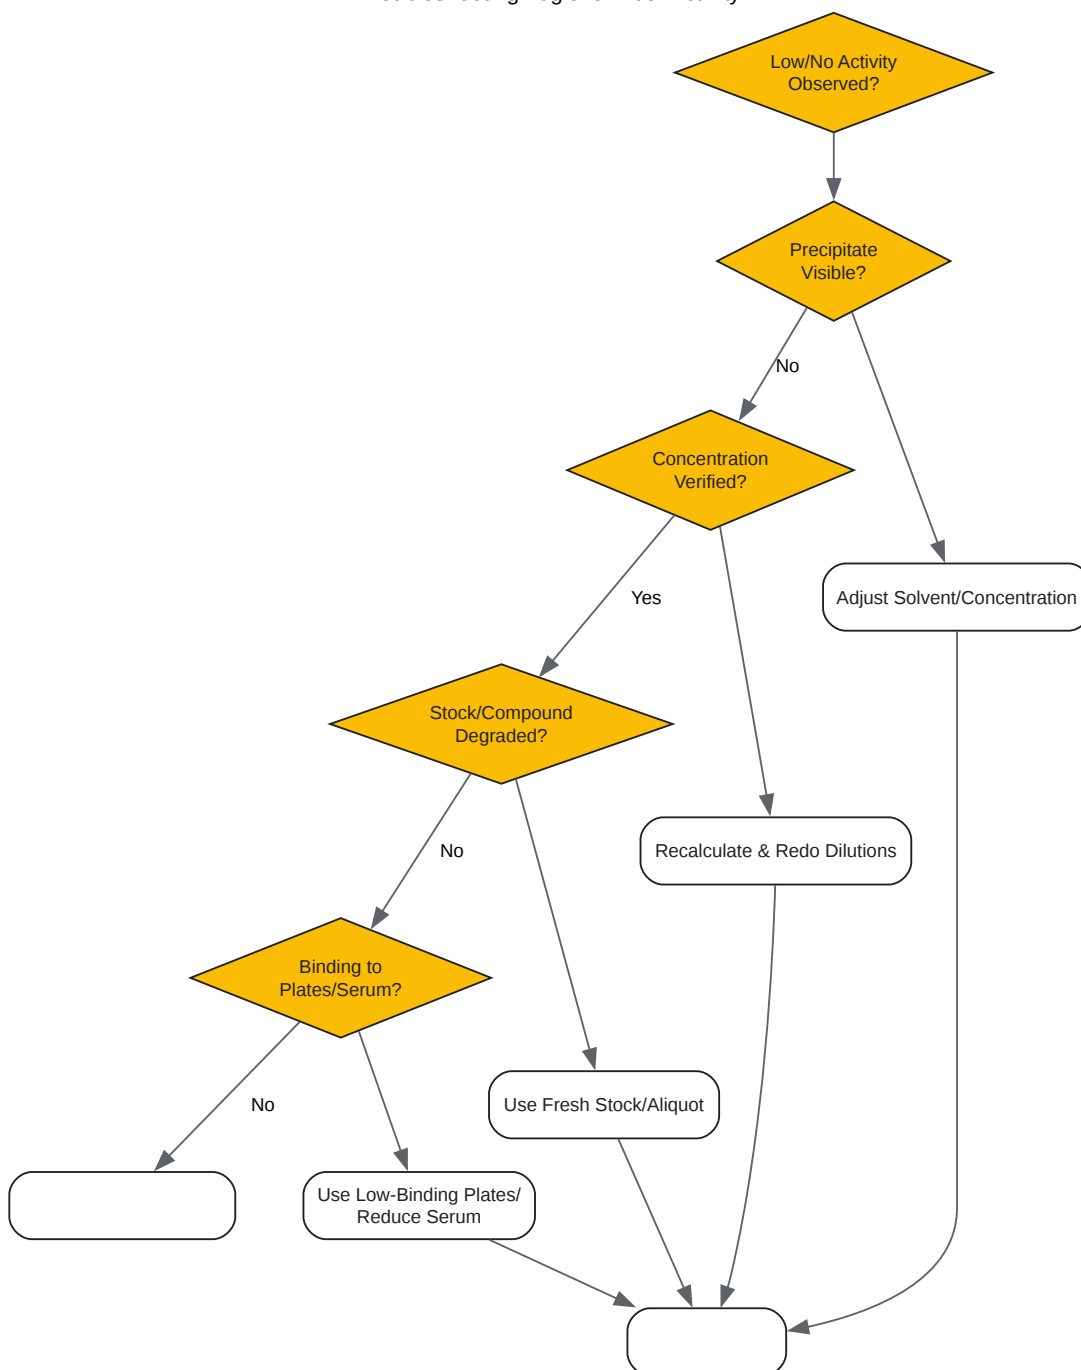 Low/No Activity
Observed?
Precipitate
Visible?
No
Concentration
Verified?
Yes
Adjust Solvent/Concentration
Stock/Compound
Degraded?
No
Recalculate & Redo Dilutions
Binding to
Plates/Serum?
No
Use Fresh Stock/Aliquot
Use Low-Binding Plates/
Reduce Serum